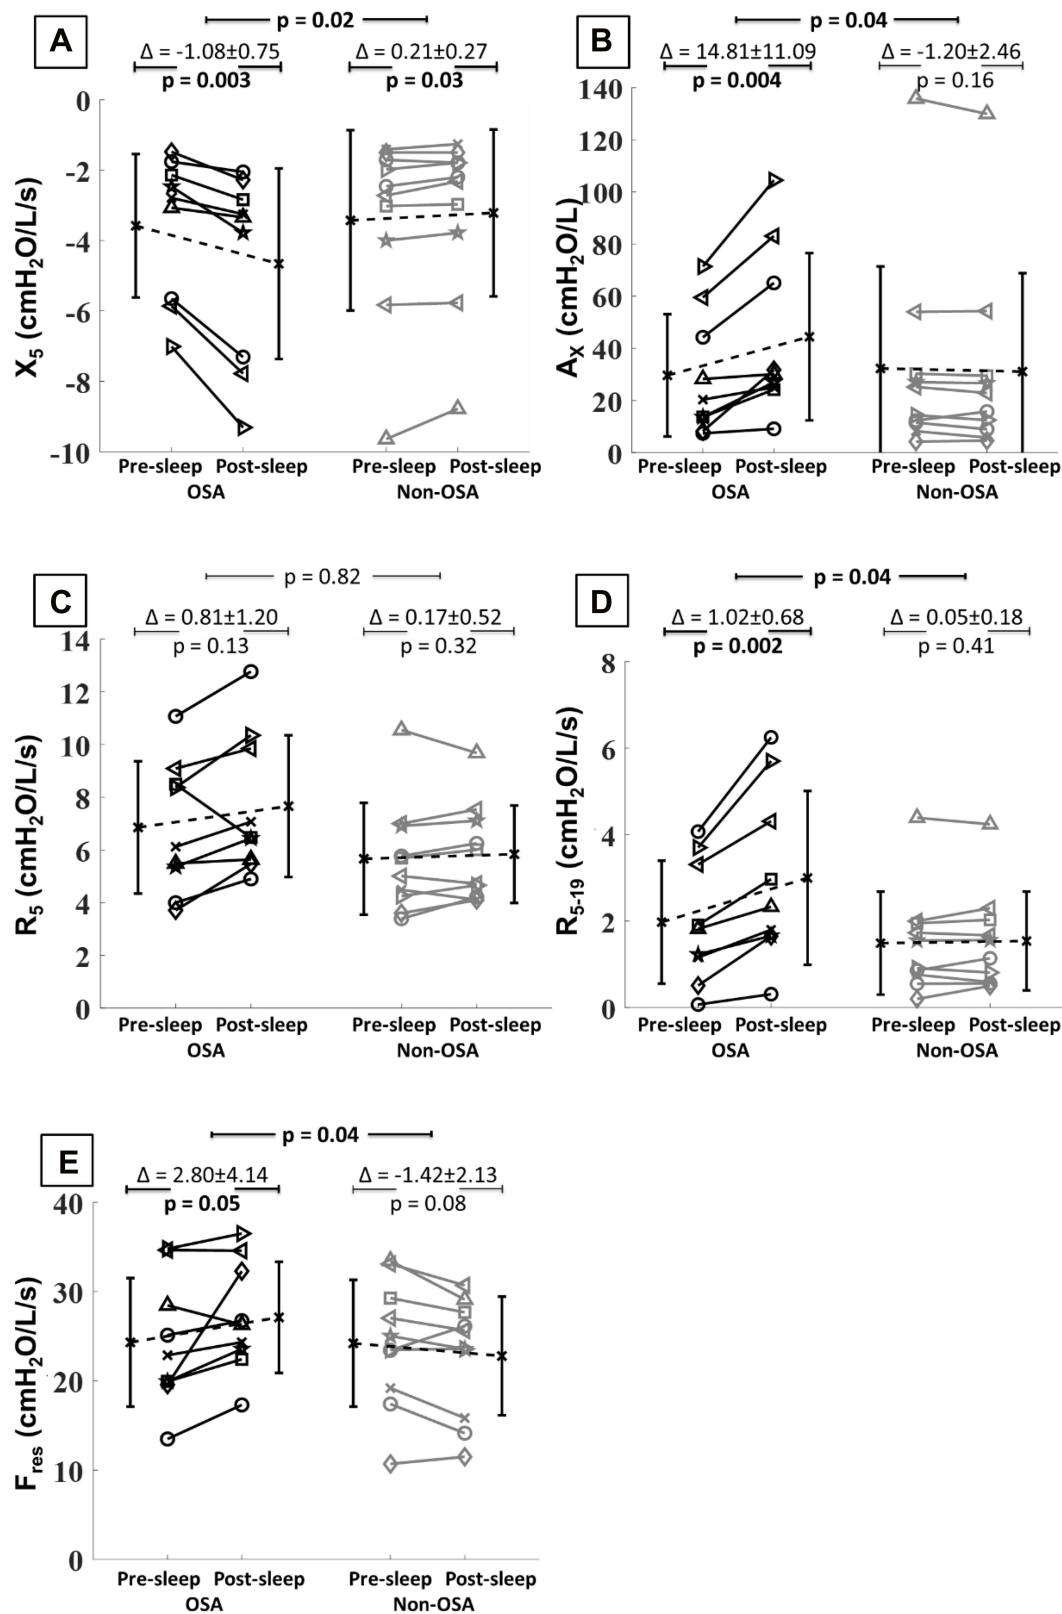 A
p = 0.02
Δ = -1.08±0.75
Δ = 0.21±0.27
p = 0.003
p = 0.03
X5 (cmH2O/L/s)
0
-2
-4
-6
-8
-10
Pre-sleep Post-sleep
Pre-sleep Post-sleep
OSA
Non-OSA
B
p = 0.04
Δ = 14.81±11.09
Δ = -1.20±2.46
p = 0.004
p = 0.16
AX (cmH2O/L)
140
120
100
80
60
40
20
0
Pre-sleep Post-sleep
Pre-sleep Post-sleep
OSA
Non-OSA
C
p = 0.82
Δ = 0.81±1.20
Δ = 0.17±0.52
p = 0.13
p = 0.32
R5 (cmH2O/L/s)
14
12
10
8
6
4
2
0
Pre-sleep Post-sleep
Pre-sleep Post-sleep
OSA
Non-OSA
D
p = 0.04
Δ = 1.02±0.68
Δ = 0.05±0.18
p = 0.002
p = 0.41
R5-19 (cmH2O/L/s)
8
6
4
2
0
Pre-sleep Post-sleep
Pre-sleep Post-sleep
OSA
Non-OSA
E
p = 0.04
Δ = 2.80±4.14
Δ = -1.42±2.13
p = 0.05
p = 0.08
Fres (cmH2O/L/s)
40
30
20
10
0
Pre-sleep Post-sleep
Pre-sleep Post-sleep
OSA
Non-OSA